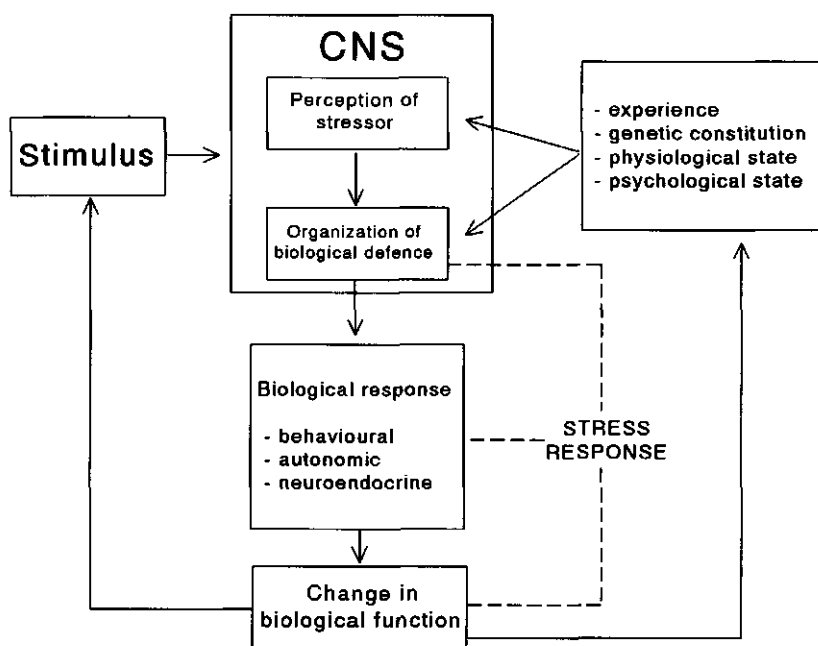 CNS
Perception of
stressor
Stimulus
- experience
- genetic constitution
- physiological state
- psychological state
Organization of
biological defence
Biological response
- behavioural
- autonomic
- neuroendocrine
STRESS
RESPONSE
Change in
biological function